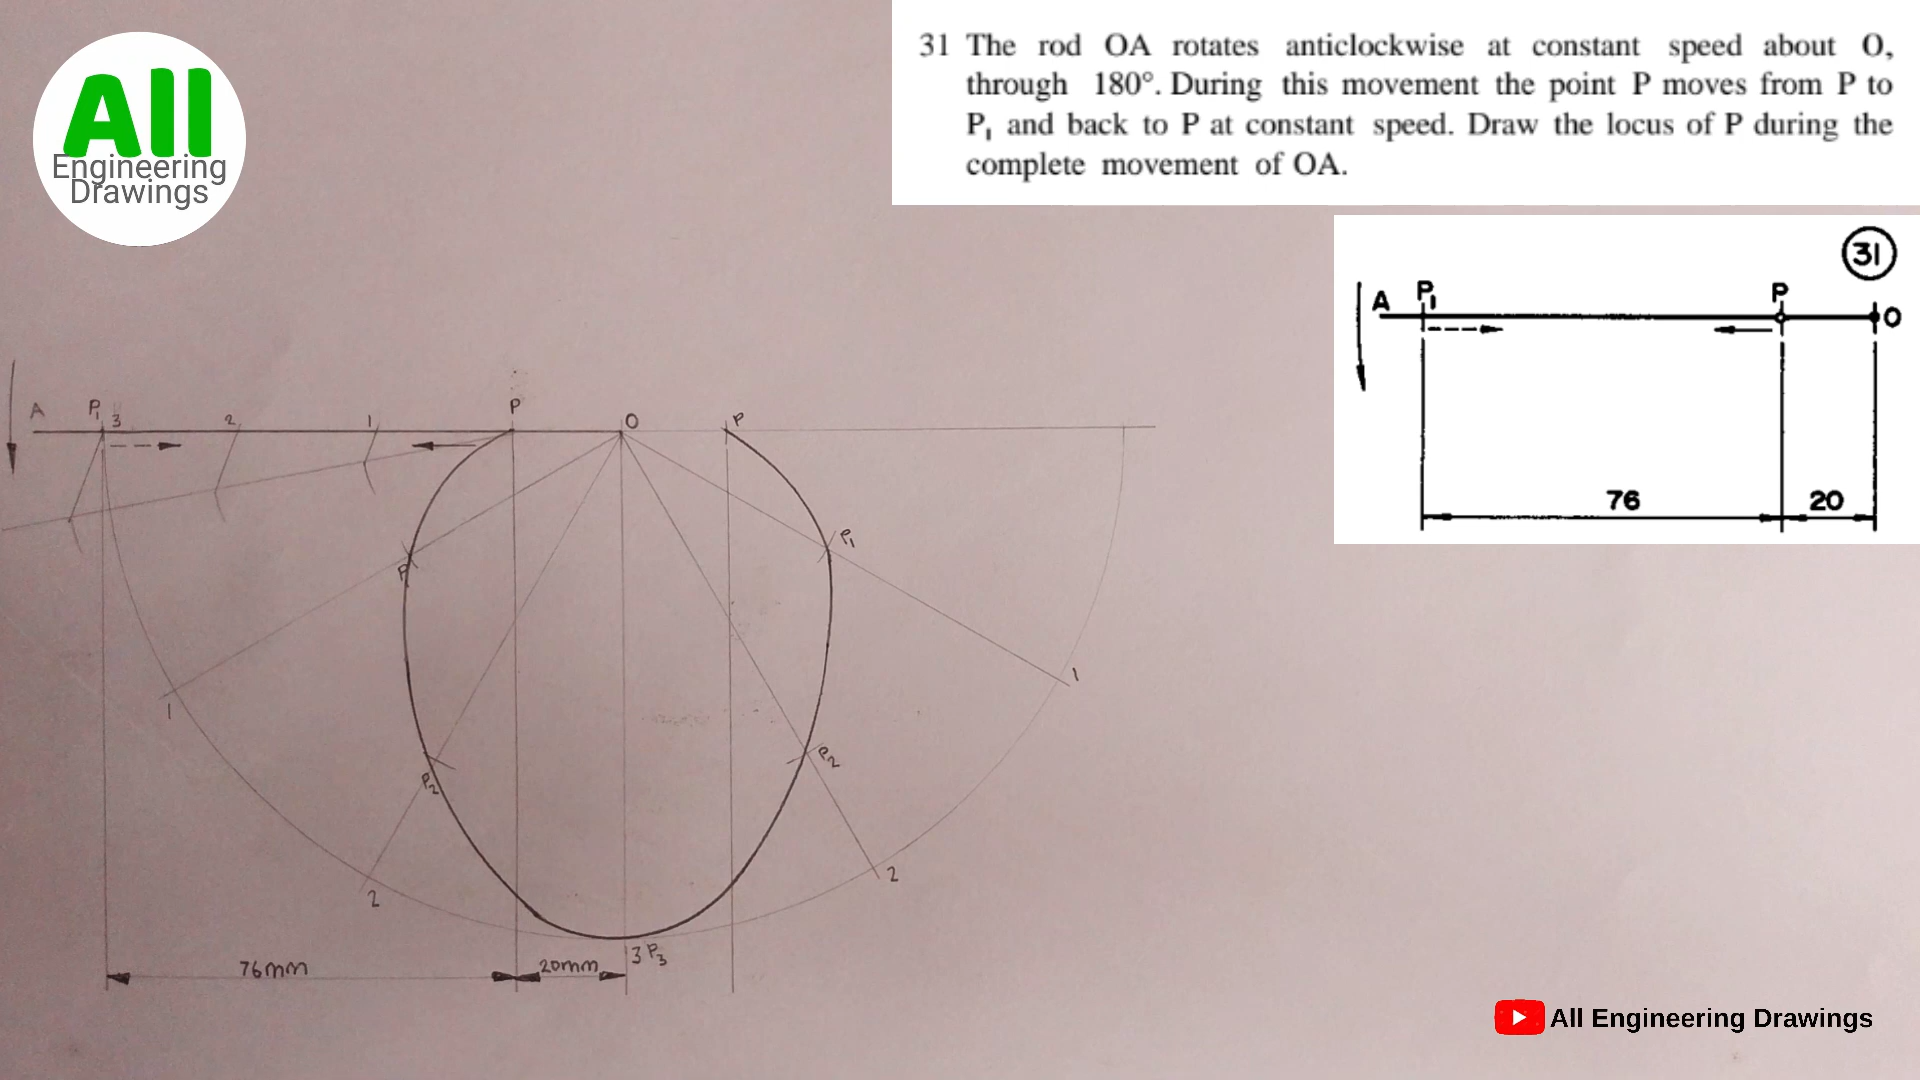 All
Engineering
Drawings
31 The rod OA rotates anticlockwise at constant speed about O,
through 180°. During this movement the point P moves from P to
P₁ and back to P at constant speed. Draw the locus of P during the
complete movement of OA.
31
A P₁ P O
76 20
A P₁ 3 2 1 P O P
P₁ P₁
1 1
P₂ P₂
2 2
3 P₃
76mm 20mm
All Engineering Drawings